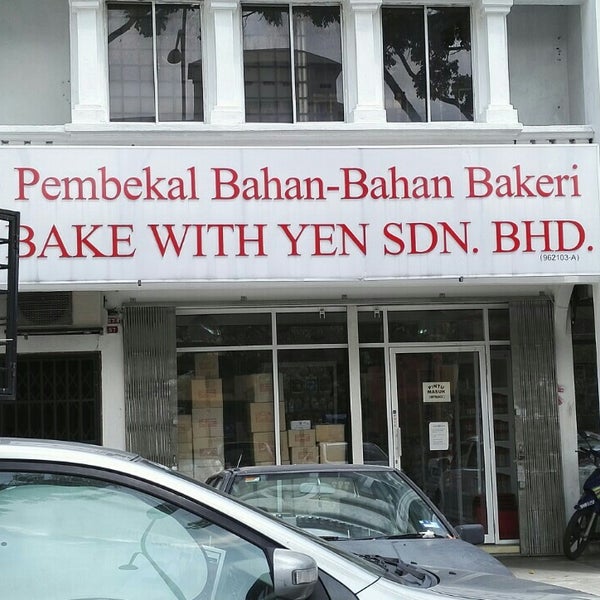 Pembekal Bahan-Bahan Bakeri
BAKE WITH YEN SDN. BHD.
(962103-A)
PINTU
MASUK